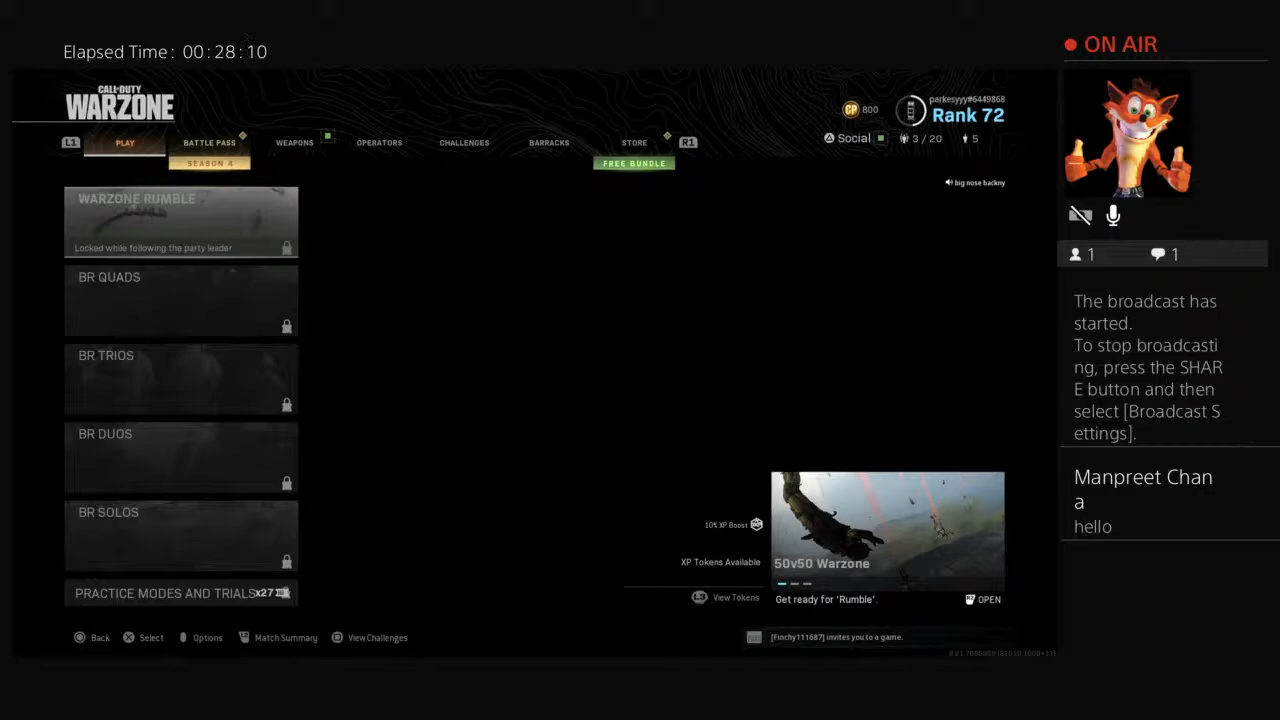 Elapsed Time: 00:28:10
ON AIR
CALL OF DUTY
WARZONE
CP 800
parkesyyy#6449868
Rank 72
Social 3 / 20 5
L1 PLAY BATTLE PASS WEAPONS OPERATORS CHALLENGES BARRACKS STORE R1
SEASON 4
FREE BUNDLE
big nose backny
WARZONE RUMBLE
Locked while following the party leader
BR QUADS
BR TRIOS
BR DUOS
BR SOLOS
PRACTICE MODES AND TRIALS x27
10% XP Boost
XP Tokens Available
L3 View Tokens
50v50 Warzone
Get ready for 'Rumble'.
R2 OPEN
Back Select Options Match Summary View Challenges
[Finchy111687] invites you to a game.
1 1
The broadcast has
started.
To stop broadcasti
ng, press the SHAR
E button and then
select [Broadcast S
ettings].
Manpreet Chan
a
hello